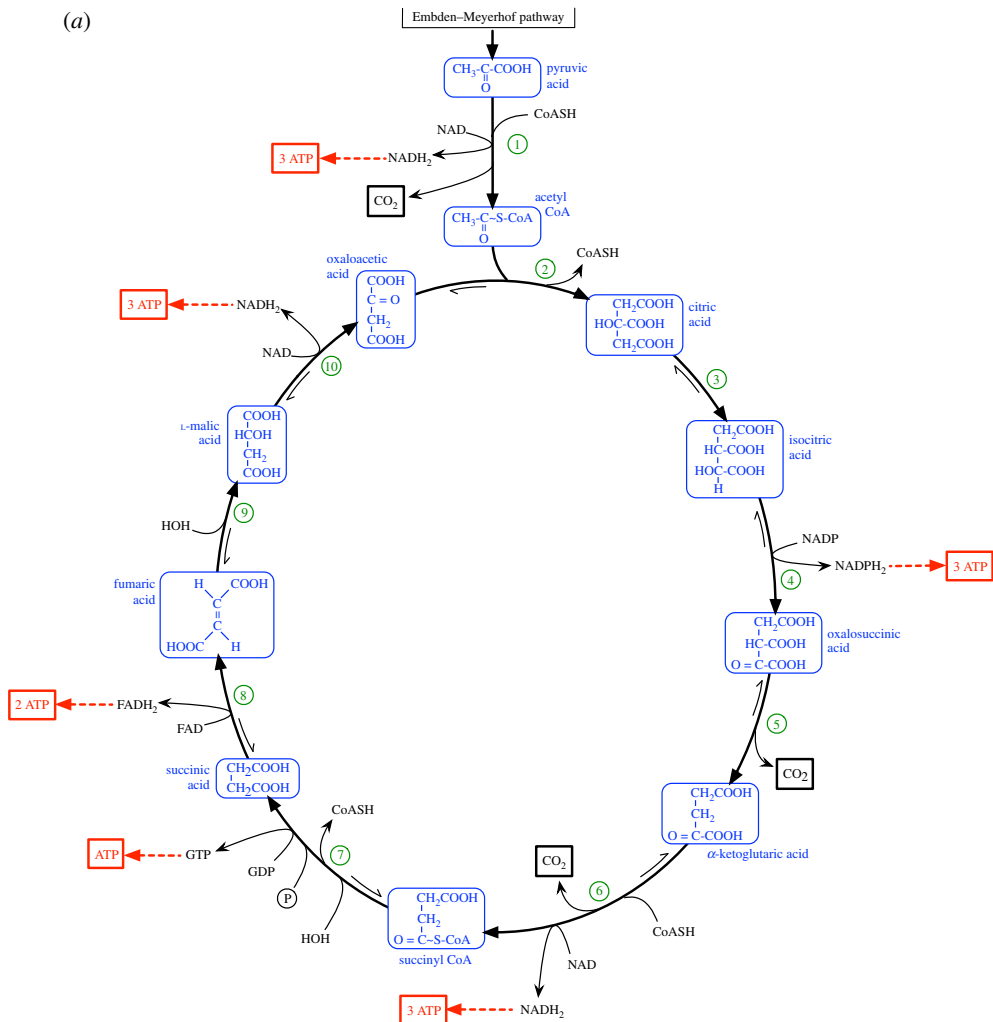 (a)
Embden–Meyerhof pathway
CH₃-C-COOH
O
pyruvic
acid
CoASH
NAD
1
3 ATP
NADH₂
CO₂
acetyl
CoA
CH₃-C~S-CoA
O
oxaloacetic
acid
COOH
C = O
CH₂
COOH
2
CoASH
citric
acid
CH₂COOH
HO C-COOH
CH₂COOH
3 ATP
NADH₂
NAD
10
3
L-malic
acid
COOH
HCOH
CH₂
COOH
isocitric
acid
CH₂COOH
HC-COOH
HOC-COOH
H
HOH
9
NADP
NADPH₂
3 ATP
4
fumaric
acid
H
COOH
C
C
HOOC
H
oxalosuccinic
acid
CH₂COOH
HC-COOH
O = C-COOH
2 ATP
FADH₂
FAD
8
5
CO₂
succinic
acid
CH₂COOH
CH₂COOH
CH₂COOH
CH₂
O = C-COOH
α-ketoglutaric acid
CoASH
7
ATP
GTP
GDP
P
HOH
CO₂
6
CoASH
CH₂COOH
CH₂
O = C~S-CoA
succinyl CoA
NAD
3 ATP
NADH₂